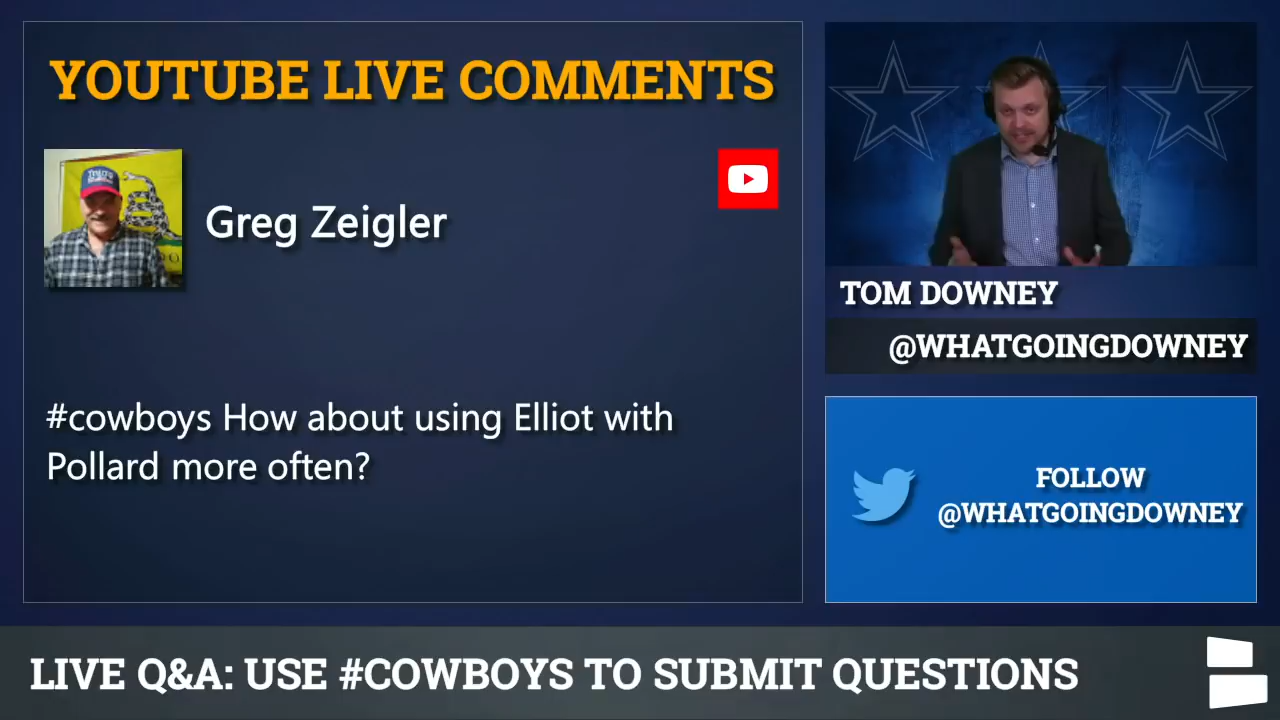 YOUTUBE LIVE COMMENTS
Greg Zeigler
#cowboys How about using Elliot with
Pollard more often?
TOM DOWNEY
@WHATGOINGDOWNEY
FOLLOW
@WHATGOINGDOWNEY
LIVE Q&A: USE #COWBOYS TO SUBMIT QUESTIONS